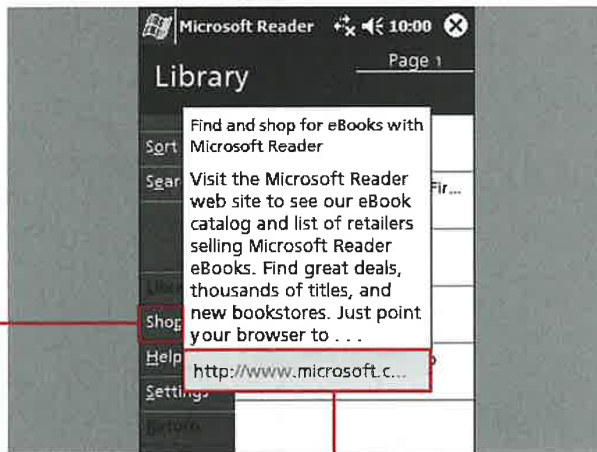 Microsoft Reader 10:00
Library
Page 1
Find and shop for eBooks with
Microsoft Reader
Visit the Microsoft Reader
web site to see our eBook
catalog and list of retailers
selling Microsoft Reader
eBooks. Find great deals,
thousands of titles, and
new bookstores. Just point
your browser to . . .
http://www.microsoft.c...
Sort
Sear
Fir...
Shop
Help
Settings
Return